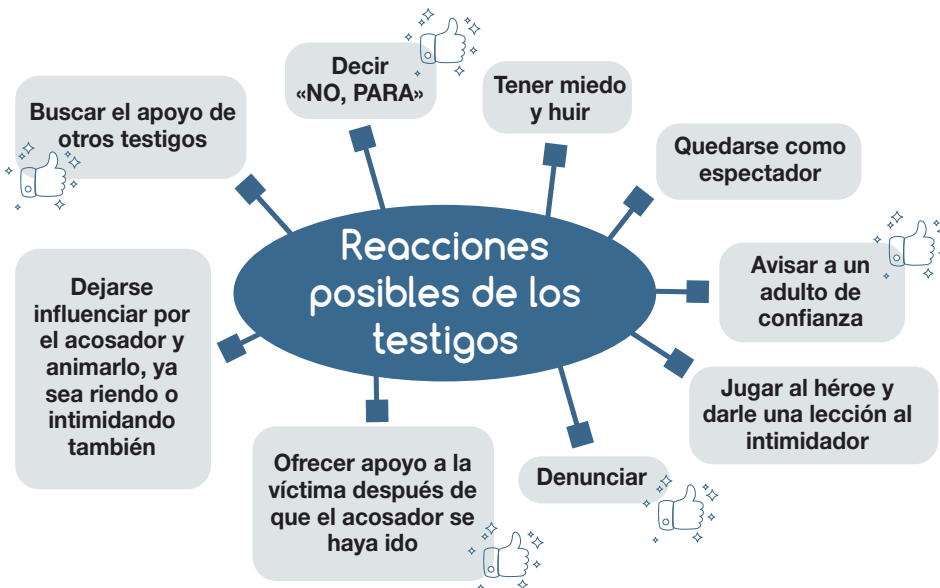 Reacciones
posibles de los
testigos
Decir
«NO, PARA»
Tener miedo
y huir
Quedarse como
espectador
Avisar a un
adulto de
confianza
Jugar al héroe y
darle una lección al
intimidador
Denunciar
Ofrecer apoyo a la
víctima después de
que el acosador se
haya ido
Dejarse
influenciar por
el acosador y
animarlo, ya
sea riendo o
intimidando
también
Buscar el apoyo de
otros testigos